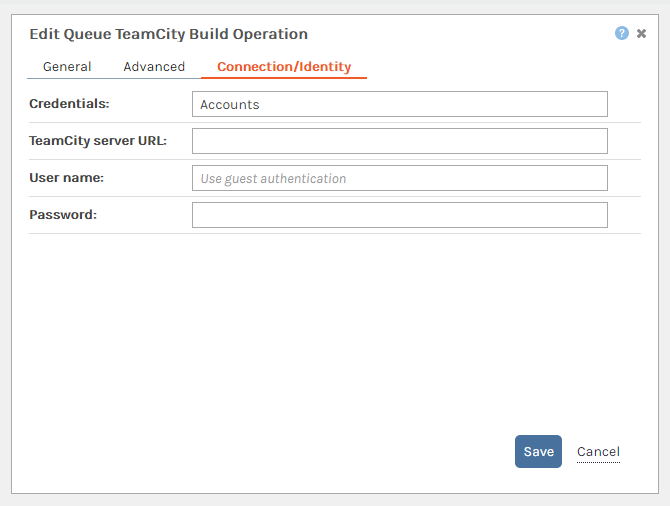 Edit Queue TeamCity Build Operation ? ×
General Advanced Connection/Identity
Credentials: Accounts
TeamCity server URL:
User name: Use guest authentication
Password:
Save Cancel